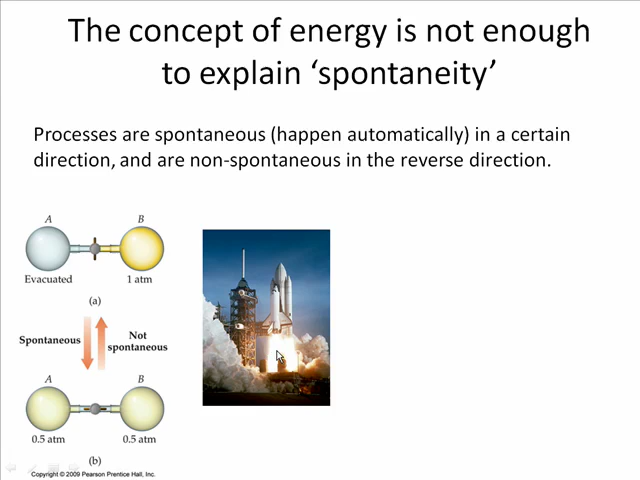 The concept of energy is not enough
to explain ‘spontaneity’
Processes are spontaneous (happen automatically) in a certain
direction, and are non-spontaneous in the reverse direction.
A B
Evacuated 1 atm
(a)
Spontaneous
Not
spontaneous
A B
0.5 atm 0.5 atm
(b)
Copyright © 2009 Pearson Prentice Hall, Inc.